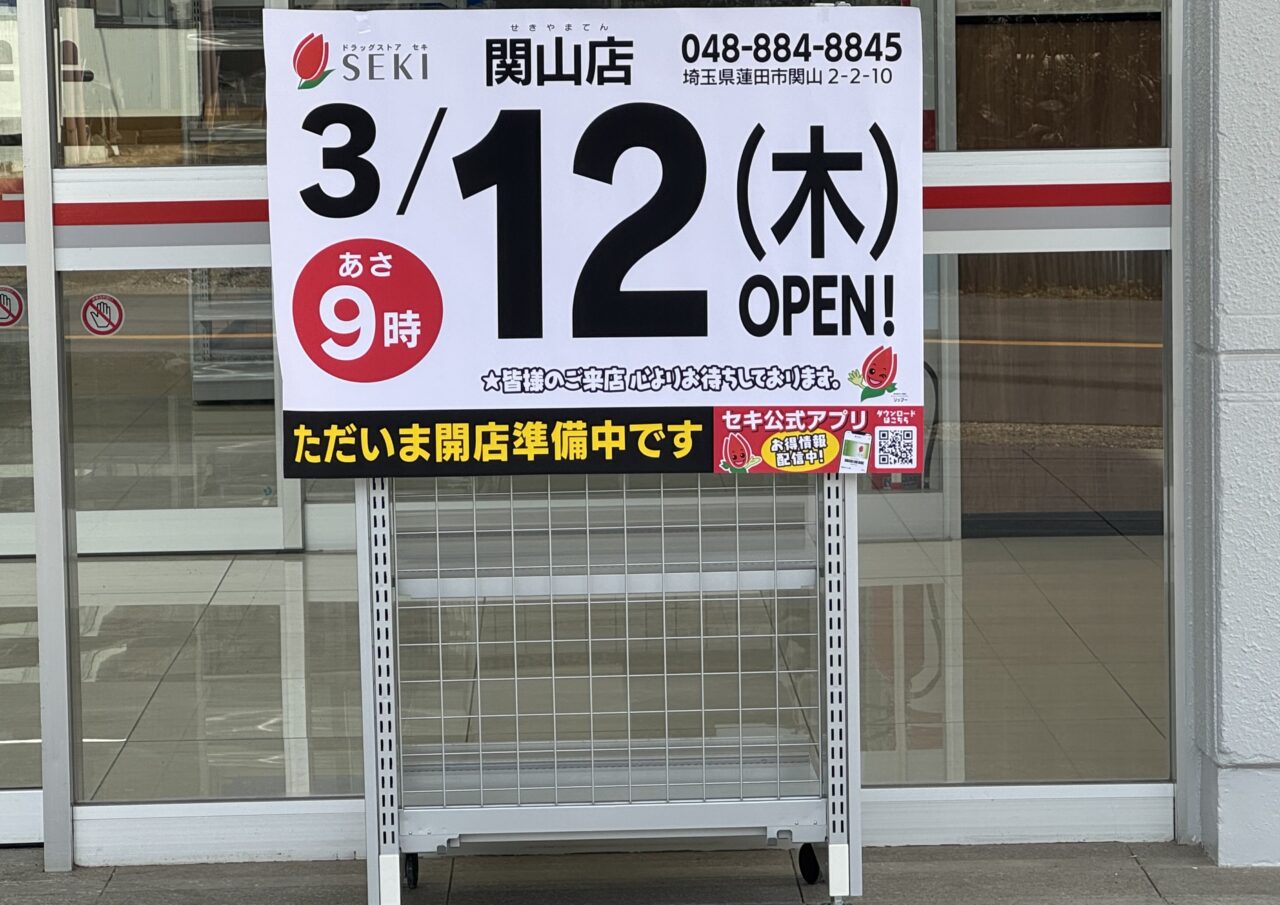 ドラッグストア セキ
SEKI
せきやまてん
関山店
048-884-8845
埼玉県蓮田市関山 2-2-10
3/12(木)
あさ
9時
OPEN!
★皆様のご来店心よりお待ちしております。
ただいま開店準備中です
セキ公式アプリ
お得情報
配信中!
ダウンロード
はこちら